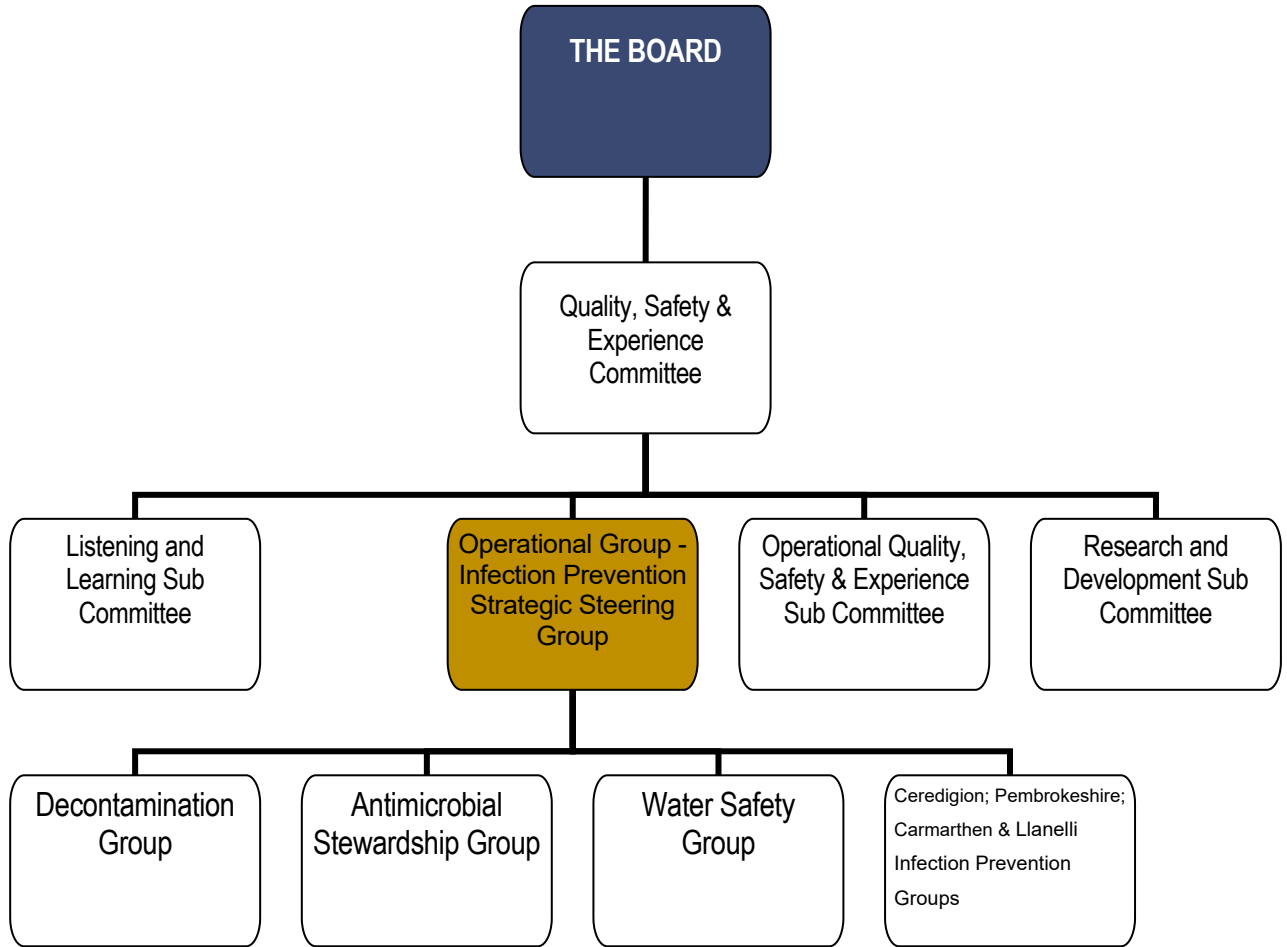 THE BOARD
Quality, Safety &
Experience
Committee
Listening and
Learning Sub
Committee
Operational Group -
Infection Prevention
Strategic Steering
Group
Operational Quality,
Safety & Experience
Sub Committee
Research and
Development Sub
Committee
Decontamination
Group
Antimicrobial
Stewardship Group
Water Safety
Group
Ceredigion; Pembrokeshire;
Carmarthen & Llanelli
Infection Prevention
Groups